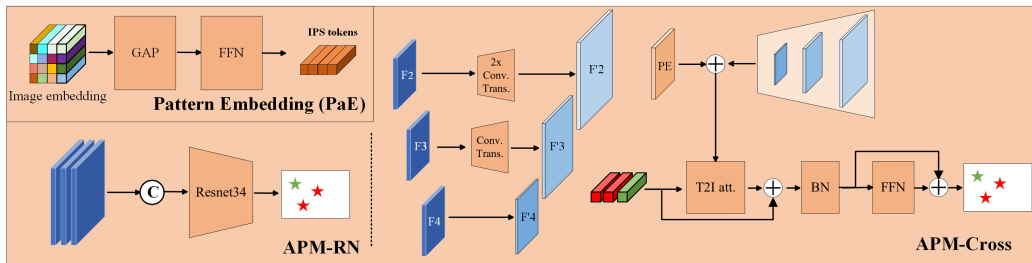 Image embedding
GAP
FFN
IPS tokens
Pattern Embedding (PaE)
C
Resnet34
APM-RN
F2
2x
Conv.
Trans.
F'2
F3
Conv.
Trans.
F'3
F4
F'4
PE
T2I att.
BN
FFN
APM-Cross